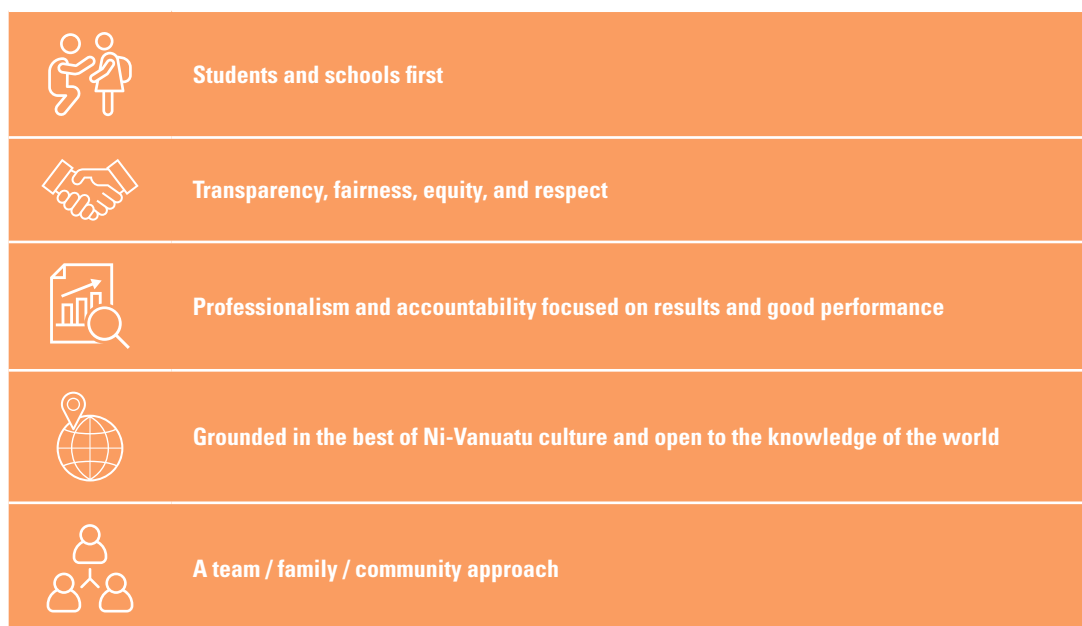 Students and schools first
Transparency, fairness, equity, and respect
Professionalism and accountability focused on results and good performance
Grounded in the best of Ni-Vanuatu culture and open to the knowledge of the world
A team / family / community approach